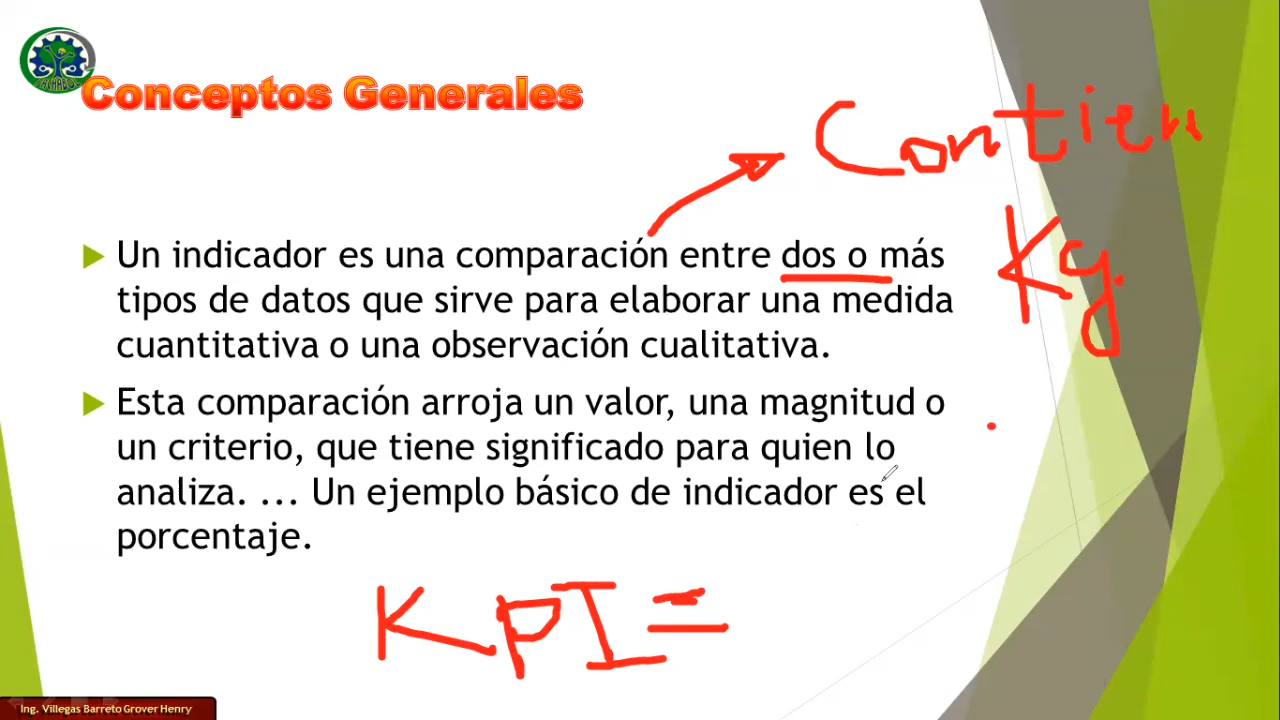 Conceptos Generales
Contien
Un indicador es una comparación entre dos o más
tipos de datos que sirve para elaborar una medida
cuantitativa o una observación cualitativa.
Kg.
Esta comparación arroja un valor, una magnitud o
un criterio, que tiene significado para quien lo
analiza. ... Un ejemplo básico de indicador es el
porcentaje.
KPI=
Ing. Villegas Barreto Grover Henry